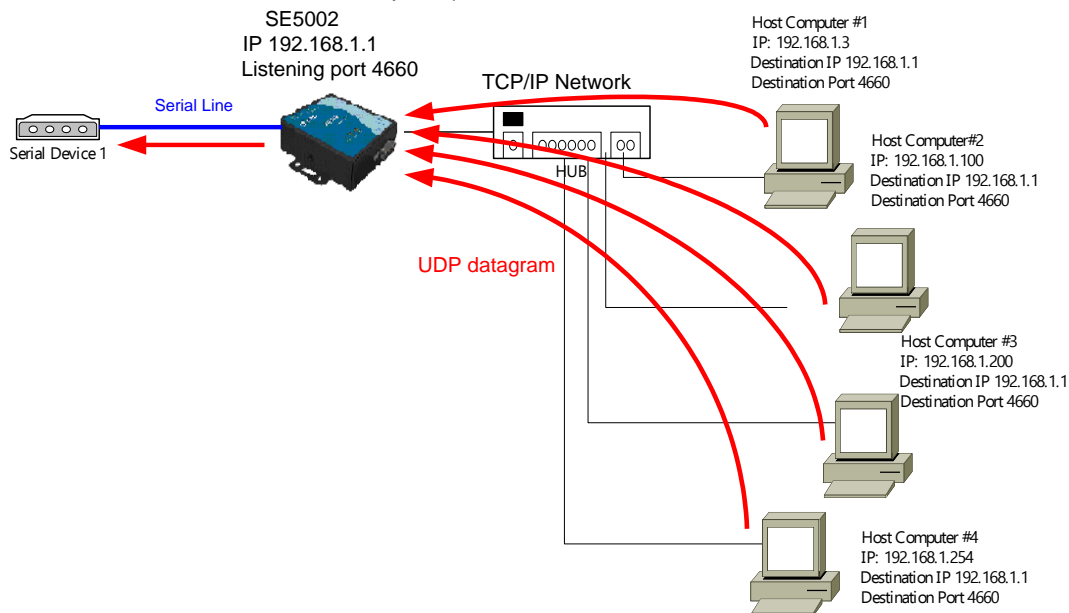 SE5002
IP 192.168.1.1
Listening port 4660
Host Computer #1
IP: 192.168.1.3
Destination IP 192.168.1.1
Destination Port 4660
TCP/IP Network
Serial Line
Serial Device 1
HUB
Host Computer#2
IP: 192.168.1.100
Destination IP 192.168.1.1
Destination Port 4660
UDP datagram
Host Computer #3
IP: 192.168.1.200
Destination IP 192.168.1.1
Destination Port 4660
Host Computer #4
IP: 192.168.1.254
Destination IP 192.168.1.1
Destination Port 4660